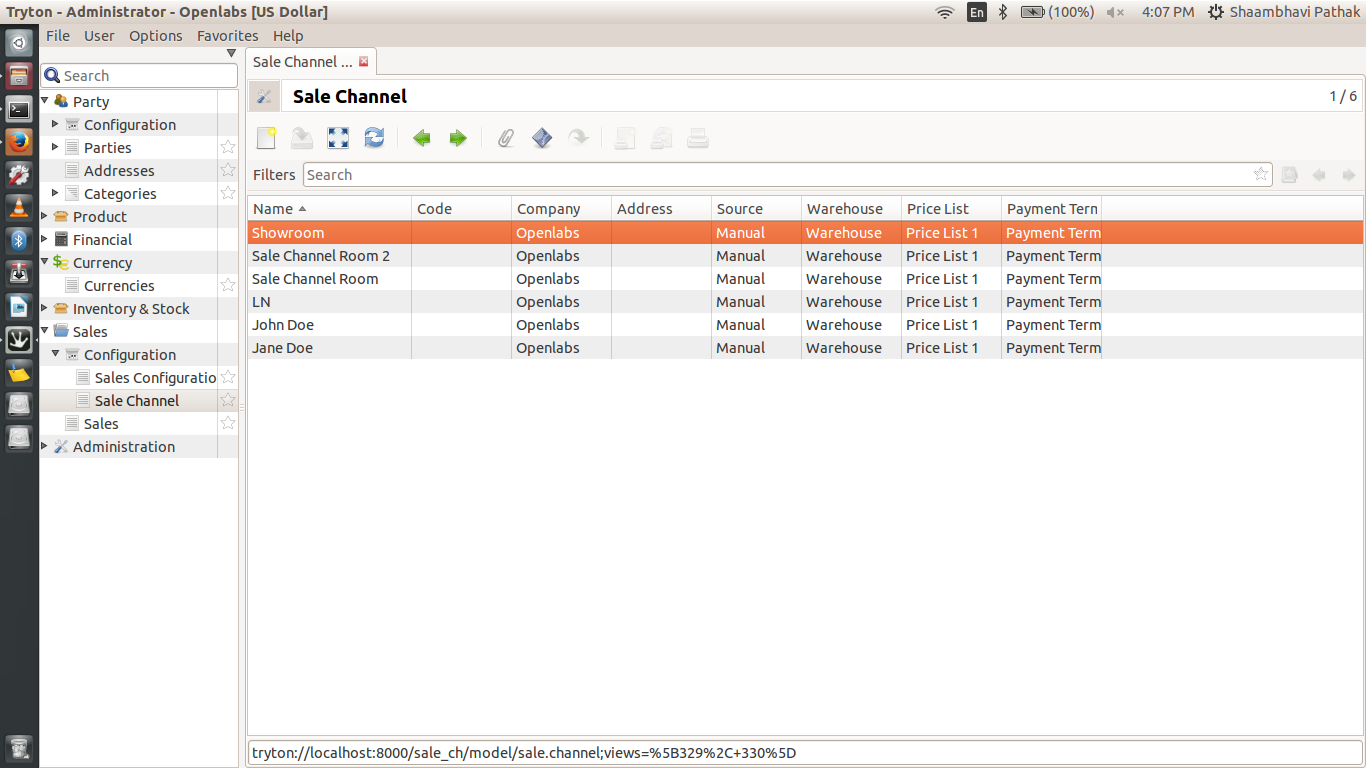 Tryton - Administrator - Openlabs [US Dollar] En (100%) 4:07 PM Shaambhavi Pathak
File User Options Favorites Help
Search
Party
Configuration
Parties
Addresses
Categories
Product
Financial
Currency
Currencies
Inventory & Stock
Sales
Configuration
Sales Configuratio
Sale Channel
Sales
Administration
Sale Channel ...
Sale Channel 1 / 6
Filters Search
Name Code Company Address Source Warehouse Price List Payment Tern
Showroom Openlabs Manual Warehouse Price List 1 Payment Term
Sale Channel Room 2 Openlabs Manual Warehouse Price List 1 Payment Term
Sale Channel Room Openlabs Manual Warehouse Price List 1 Payment Term
LN Openlabs Manual Warehouse Price List 1 Payment Term
John Doe Openlabs Manual Warehouse Price List 1 Payment Term
Jane Doe Openlabs Manual Warehouse Price List 1 Payment Term
tryton://localhost:8000/sale_ch/model/sale.channel;views=%5B329%2C+330%5D